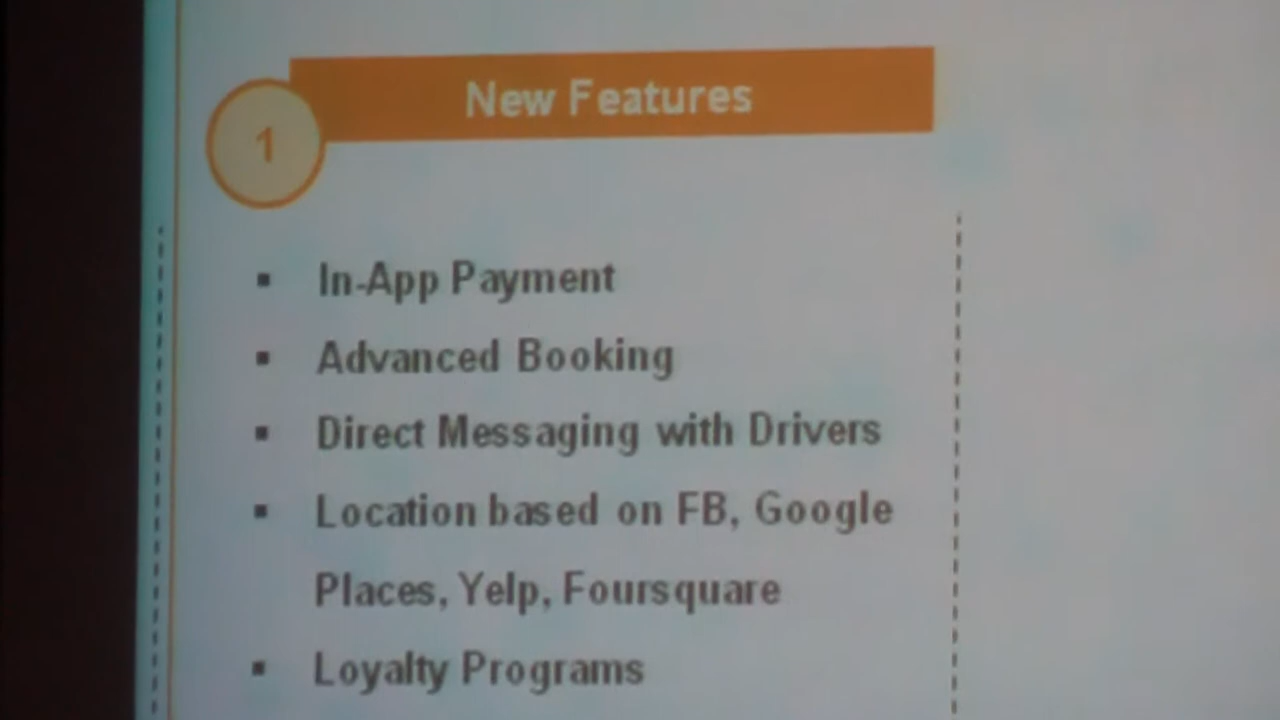 New Features
1
▪ In-App Payment
▪ Advanced Booking
▪ Direct Messaging with Drivers
▪ Location based on FB, Google
Places, Yelp, Foursquare
▪ Loyalty Programs